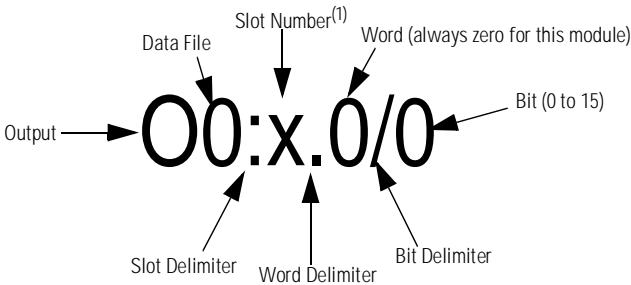 Slot Number(1)
Data File
Word (always zero for this module)
Bit (0 to 15)
Output
O0:x.0/0
Slot Delimiter
Word Delimiter
Bit Delimiter